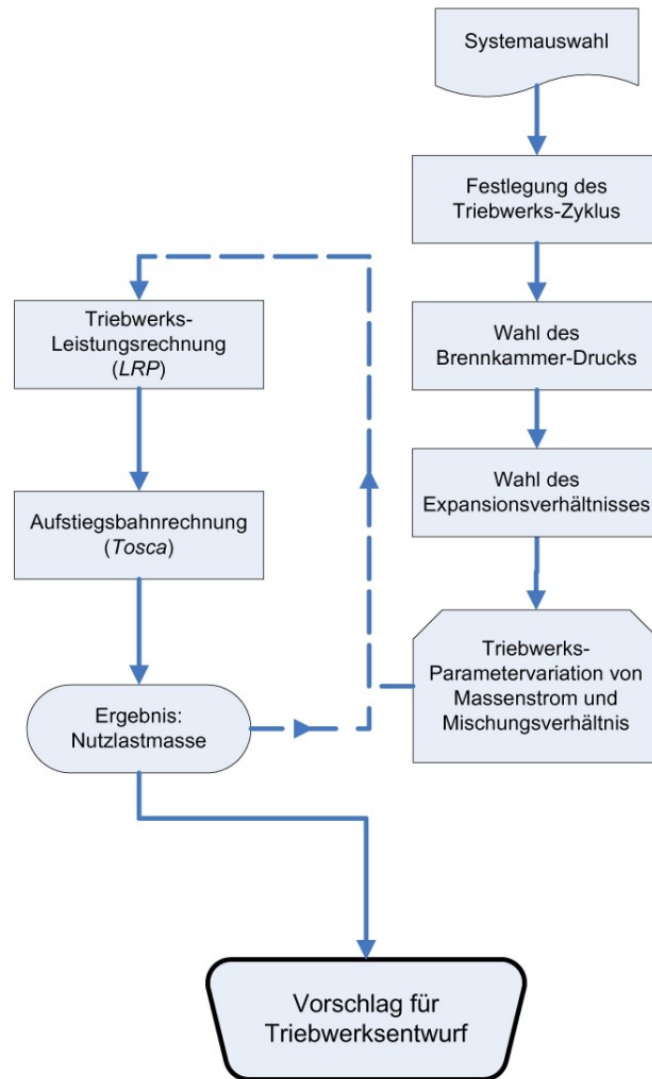 Systemauswahl
Festlegung des
Triebwerks-Zyklus
Wahl des
Brennkammer-Drucks
Wahl des
Expansionsverhältnisses
Triebwerks-
Parametervariation von
Massenstrom und
Mischungsverhältnis
Triebwerks-
Leistungsrechnung
(LRP)
Aufstiegsbahnrechnung
(Tosca)
Ergebnis:
Nutzlastmasse
Vorschlag für
Triebwerksentwurf